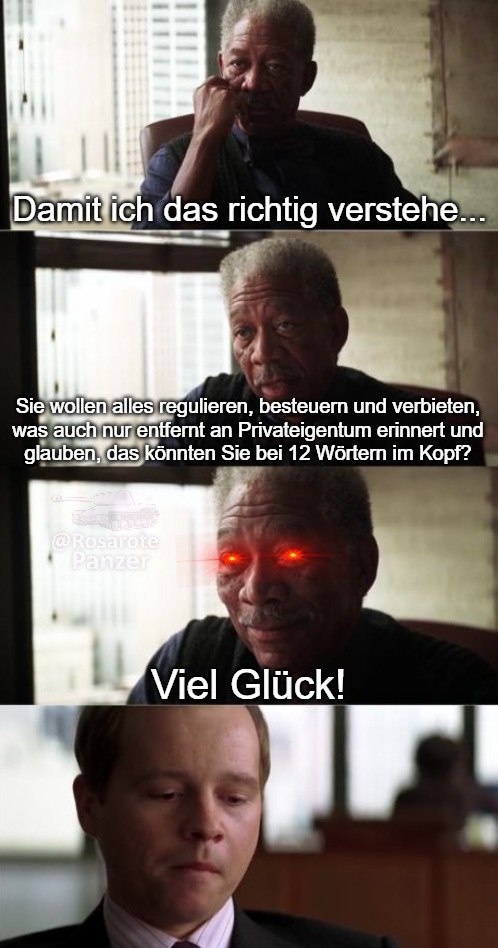 Damit ich das richtig verstehe...
Sie wollen alles regulieren, besteuern und verbieten,
was auch nur entfernt an Privateigentum erinnert und
glauben, das könnten Sie bei 12 Wörtern im Kopf?
@Rosarote
Panzer
Viel Glück!